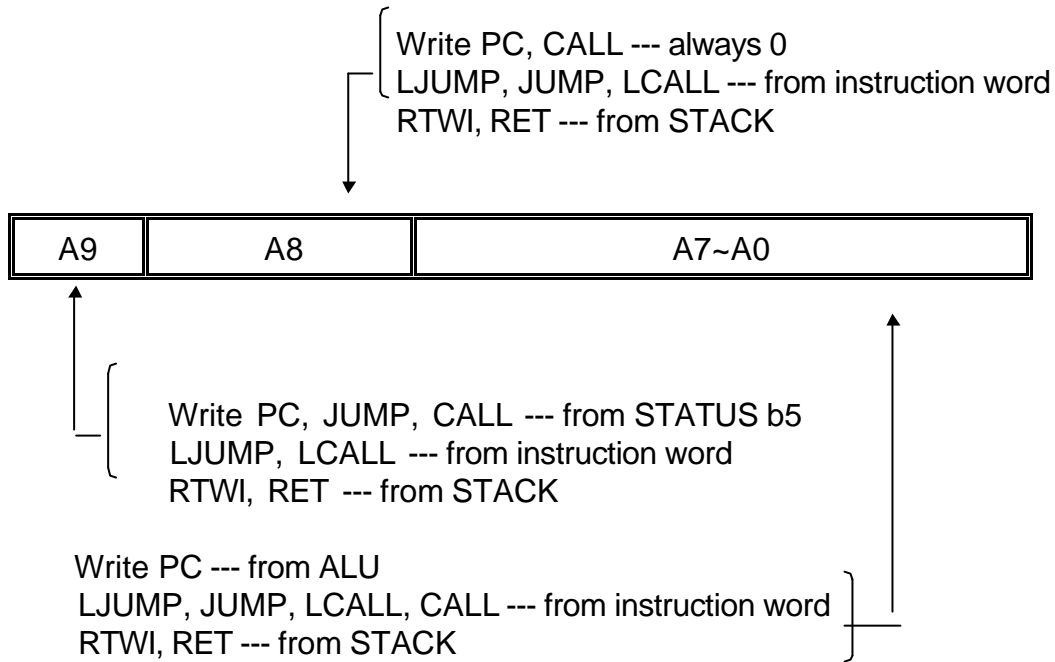 Write PC, CALL --- always 0
LJUMP, JUMP, LCALL --- from instruction word
RTWI, RET --- from STACK
A9 A8 A7~A0
Write PC, JUMP, CALL --- from STATUS b5
LJUMP, LCALL --- from instruction word
RTWI, RET --- from STACK
Write PC --- from ALU
LJUMP, JUMP, LCALL, CALL --- from instruction word
RTWI, RET --- from STACK